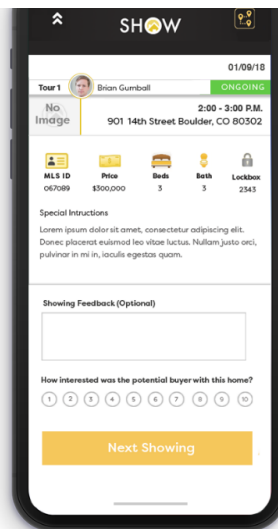 SHOW
01/09/18
Tour 1 Brian Gumball ONGOING
No Image
2:00 - 3:00 P.M.
901 14th Street Boulder, CO 80302
MLS ID Price Beds Bath Lockbox
067089 $300,000 3 3 2343
Special Intructions
Lorem ipsum dolor sit amet, consectetur adipiscing elit.
Donec placerat euismod leo vitae luctus. Nullam justo orci,
pulvinar in mi in, iaculis egestas quam.
Showing Feedback (Optional)
How interested was the potential buyer with this home?
1 2 3 4 5 6 7 8 9 10
Next Showing